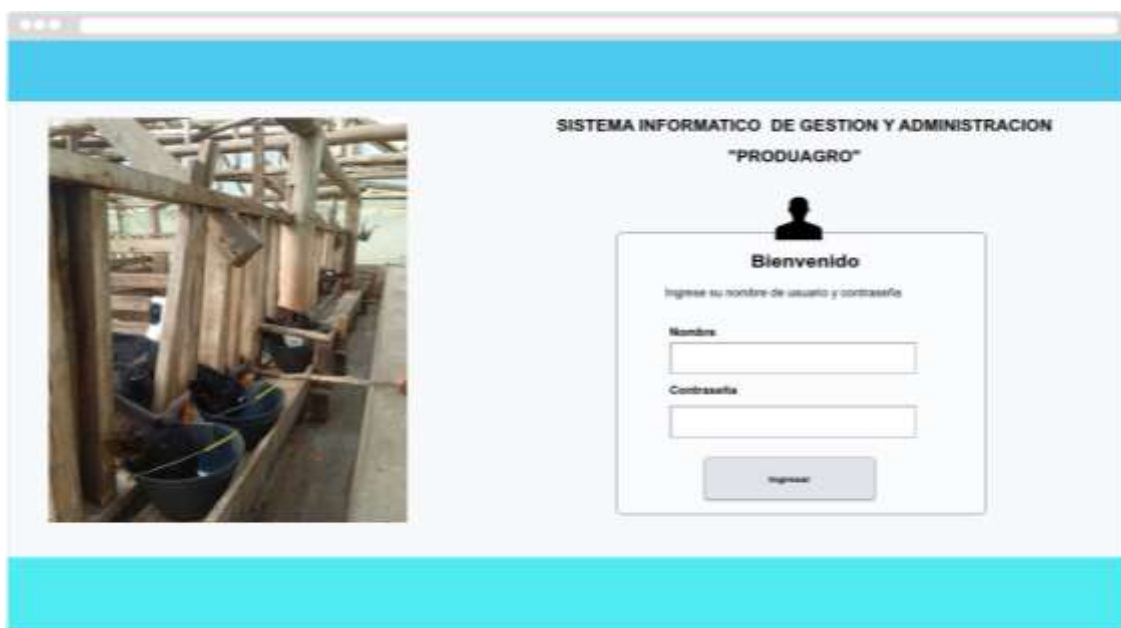 SISTEMA INFORMATICO DE GESTION Y ADMINISTRACION
"PRODUAGRO"
Bienvenido
Ingrese su nombre de usuario y contraseña
Nombre
Contraseña
Ingresar